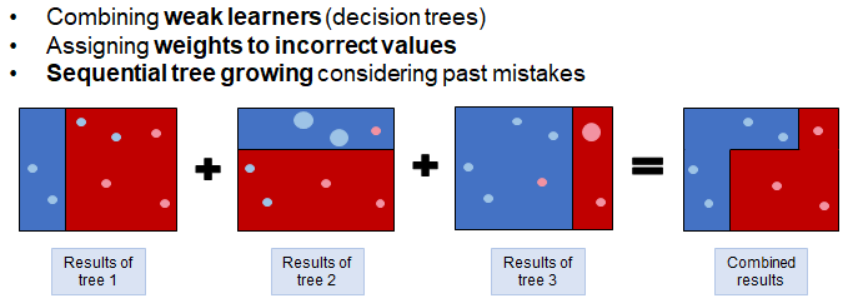 • Combining weak learners (decision trees)
• Assigning weights to incorrect values
• Sequential tree growing considering past mistakes
+ + =
Results of
tree 1
Results of
tree 2
Results of
tree 3
Combined
results